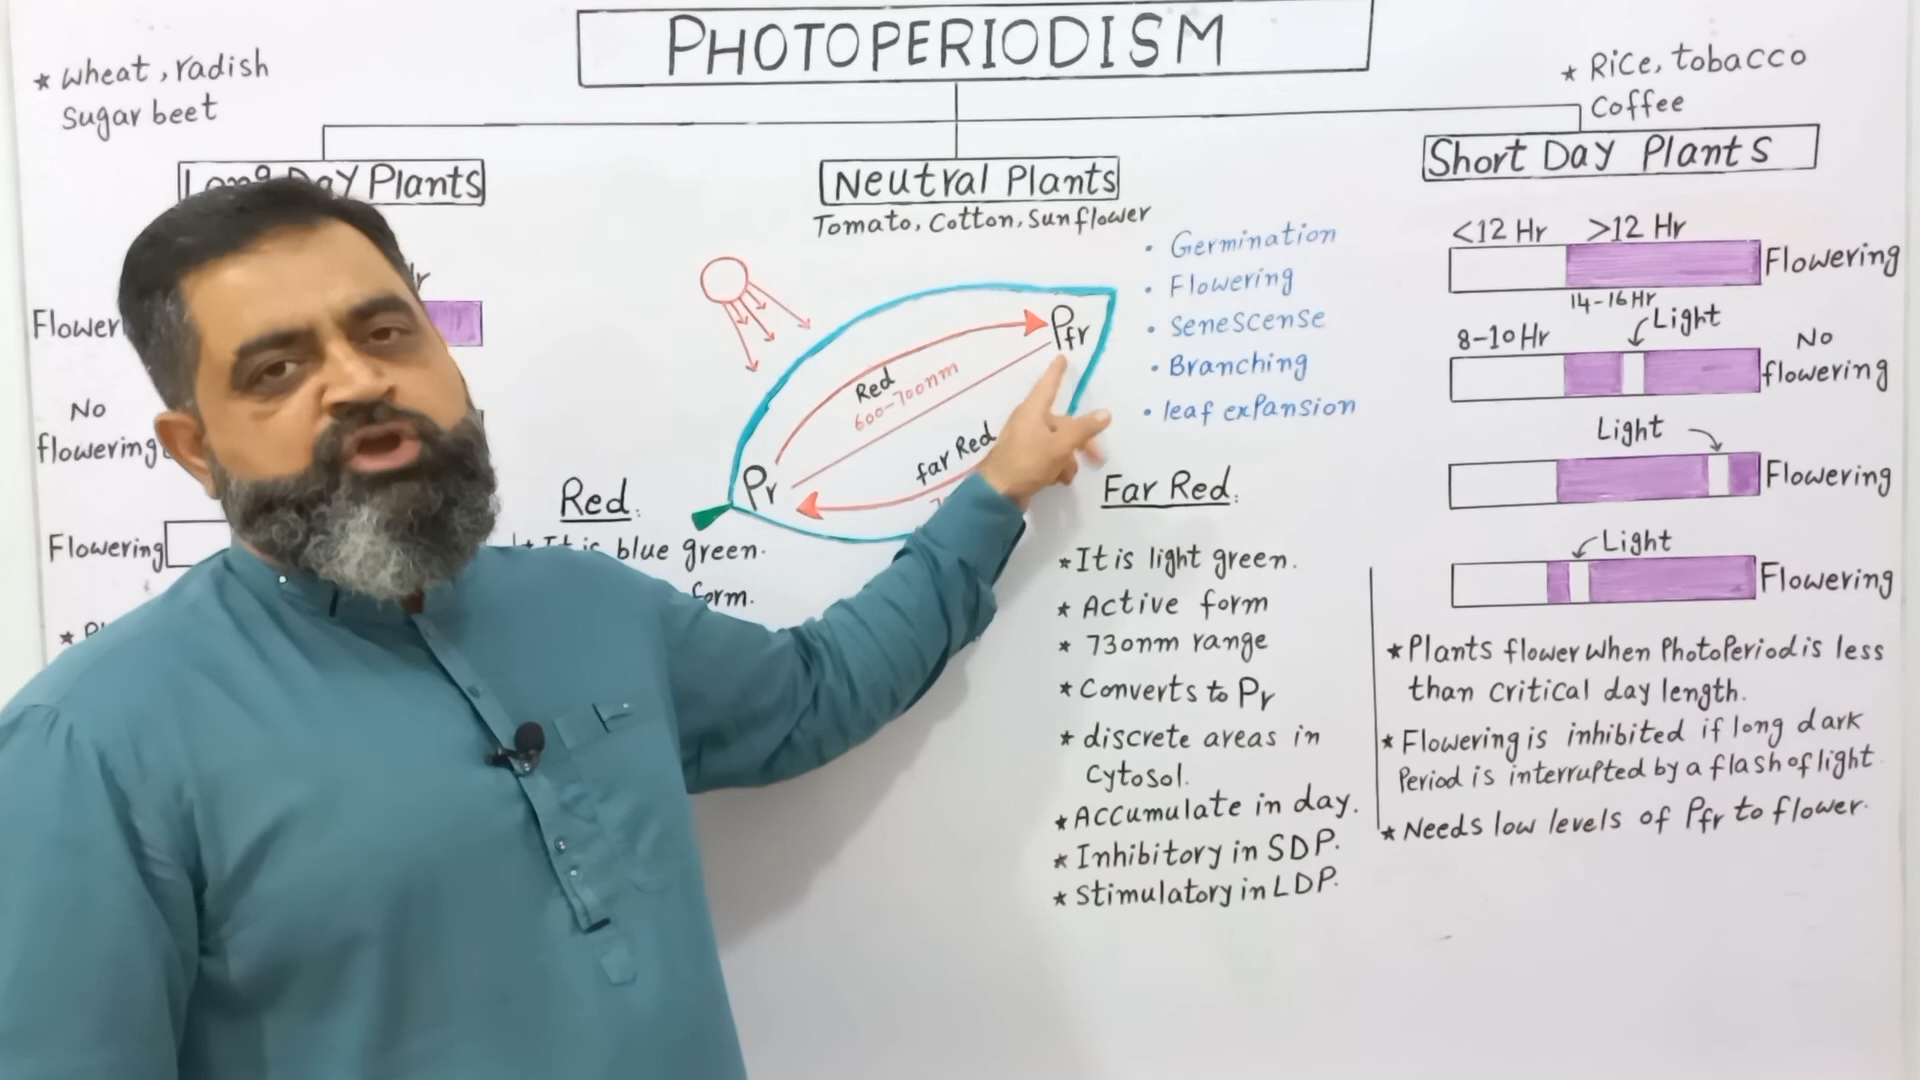 PHOTOPERIODISM
* wheat, radish
Sugar beet
* Rice, tobacco
Coffee
Day Plants
Neutral Plants
Tomato, Cotton, Sunflower
Short Day Plants
No
flowering
Flowering
Pfr
Red
600-700nm
far Red
Pr
• Germination
• Flowering
• Senescense
• Branching
• leaf expansion
Red.
* It is blue green.
form.
Far Red.
* It is light green.
* Active form
* 730nm range
* Converts to Pr
* discrete areas in
Cytosol.
* Accumulate in day.
* Inhibitory in SDP.
* Stimulatory in LDP.
<12 Hr >12 Hr
Flowering
14-16 Hr
8-10 Hr
Light
No
flowering
Light
Flowering
Light
Flowering
* Plants flower when Photoperiod is less
than critical day length.
* Flowering is inhibited if long dark
Period is interrupted by a flash of light.
* Needs low levels of Pfr to flower.